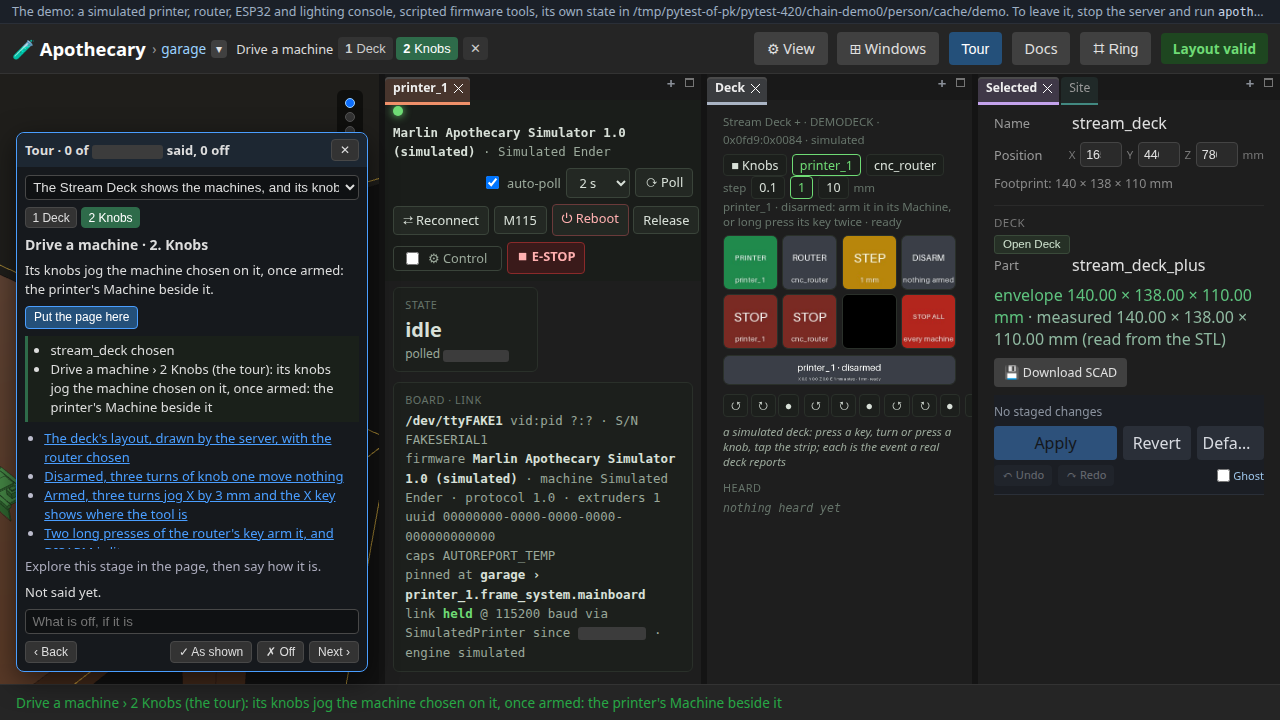 The demo: a simulated printer, router, ESP32 and lighting console, scripted firmware tools, its own state in /tmp/pytest-of-pk/pytest-420/chain-demo0/person/cache/demo. To leave it, stop the server and run apoth…
Apothecary › garage ▾ Drive a machine 1 Deck 2 Knobs ✕ ⚙ View ⊞ Windows Tour Docs ⌗ Ring Layout valid
Tour · 0 of said, 0 off ✕
The Stream Deck shows the machines, and its knob
1 Deck 2 Knobs
Drive a machine · 2. Knobs
Its knobs jog the machine chosen on it, once armed:
the printer's Machine beside it.
Put the page here
• stream_deck chosen
• Drive a machine › 2 Knobs (the tour): its knobs
jog the machine chosen on it, once armed: the
printer's Machine beside it
• The deck's layout, drawn by the server, with the
router chosen
• Disarmed, three turns of knob one move nothing
• Armed, three turns jog X by 3 mm and the X key
shows where the tool is
• Two long presses of the router's key arm it, and
Explore this stage in the page, then say how it is.
Not said yet.
What is off, if it is
‹ Back ✓ As shown ✗ Off Next ›
printer_1 ✕ +
Marlin Apothecary Simulator 1.0
(simulated) · Simulated Ender
auto-poll 2 s ⟳ Poll
⇄ Reconnect M115 ⏻ Reboot Release
⚙ Control ■ E-STOP
STATE
idle
polled
BOARD · LINK
/dev/ttyFAKE1 vid:pid ?:? · S/N
FAKESERIAL1
firmware Marlin Apothecary Simulator
1.0 (simulated) · machine Simulated
Ender · protocol 1.0 · extruders 1
uuid 00000000-0000-0000-0000-
000000000000
caps AUTOREPORT_TEMP
pinned at garage ›
printer_1.frame_system.mainboard
link held @ 115200 baud via
SimulatedPrinter since ·
engine simulated
Deck ✕ +
Stream Deck + · DEMODECK ·
0x0fd9:0x0084 · simulated
■ Knobs printer_1 cnc_router
step 0.1 1 10 mm
printer_1 · disarmed: arm it in its Machine,
or long press its key twice · ready
PRINTER ROUTER STEP DISARM
printer_1 cnc_router 1 mm nothing armed
STOP STOP STOP ALL
printer_1 cnc_router every machine
printer_1 · disarmed
↺ ↻ ● ↺ ↻ ● ↺ ↻ ●
a simulated deck: press a key, turn or press a
knob, tap the strip; each is the event a real
deck reports
HEARD
nothing heard yet
Selected ✕ Site +
Name stream_deck
Position X 16 Y 44 Z 78 mm
Footprint: 140 × 138 × 110 mm
DECK
Open Deck
Part stream_deck_plus
envelope 140.00 × 138.00 × 110.00
mm · measured 140.00 × 138.00 ×
110.00 mm (read from the STL)
💾 Download SCAD
No staged changes
Apply Revert Defa...
↶ Undo ↷ Redo Ghost
Drive a machine › 2 Knobs (the tour): its knobs jog the machine chosen on it, once armed: the printer's Machine beside it